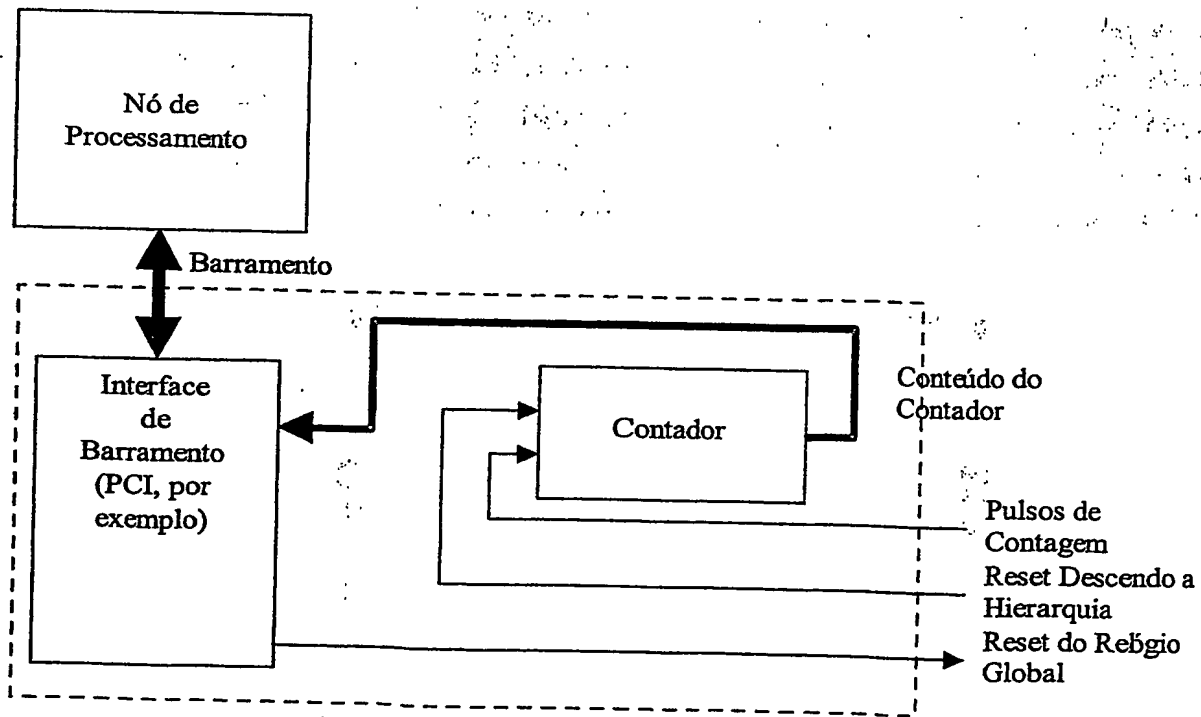 Nó de
Processamento
Barramento
Interface
de
Barramento
(PCI, por
exemplo)
Contador
Conteúdo do
Contador
Pulsos de
Contagem
Reset Descendo a
Hierarquia
Reset do Relógio
Global